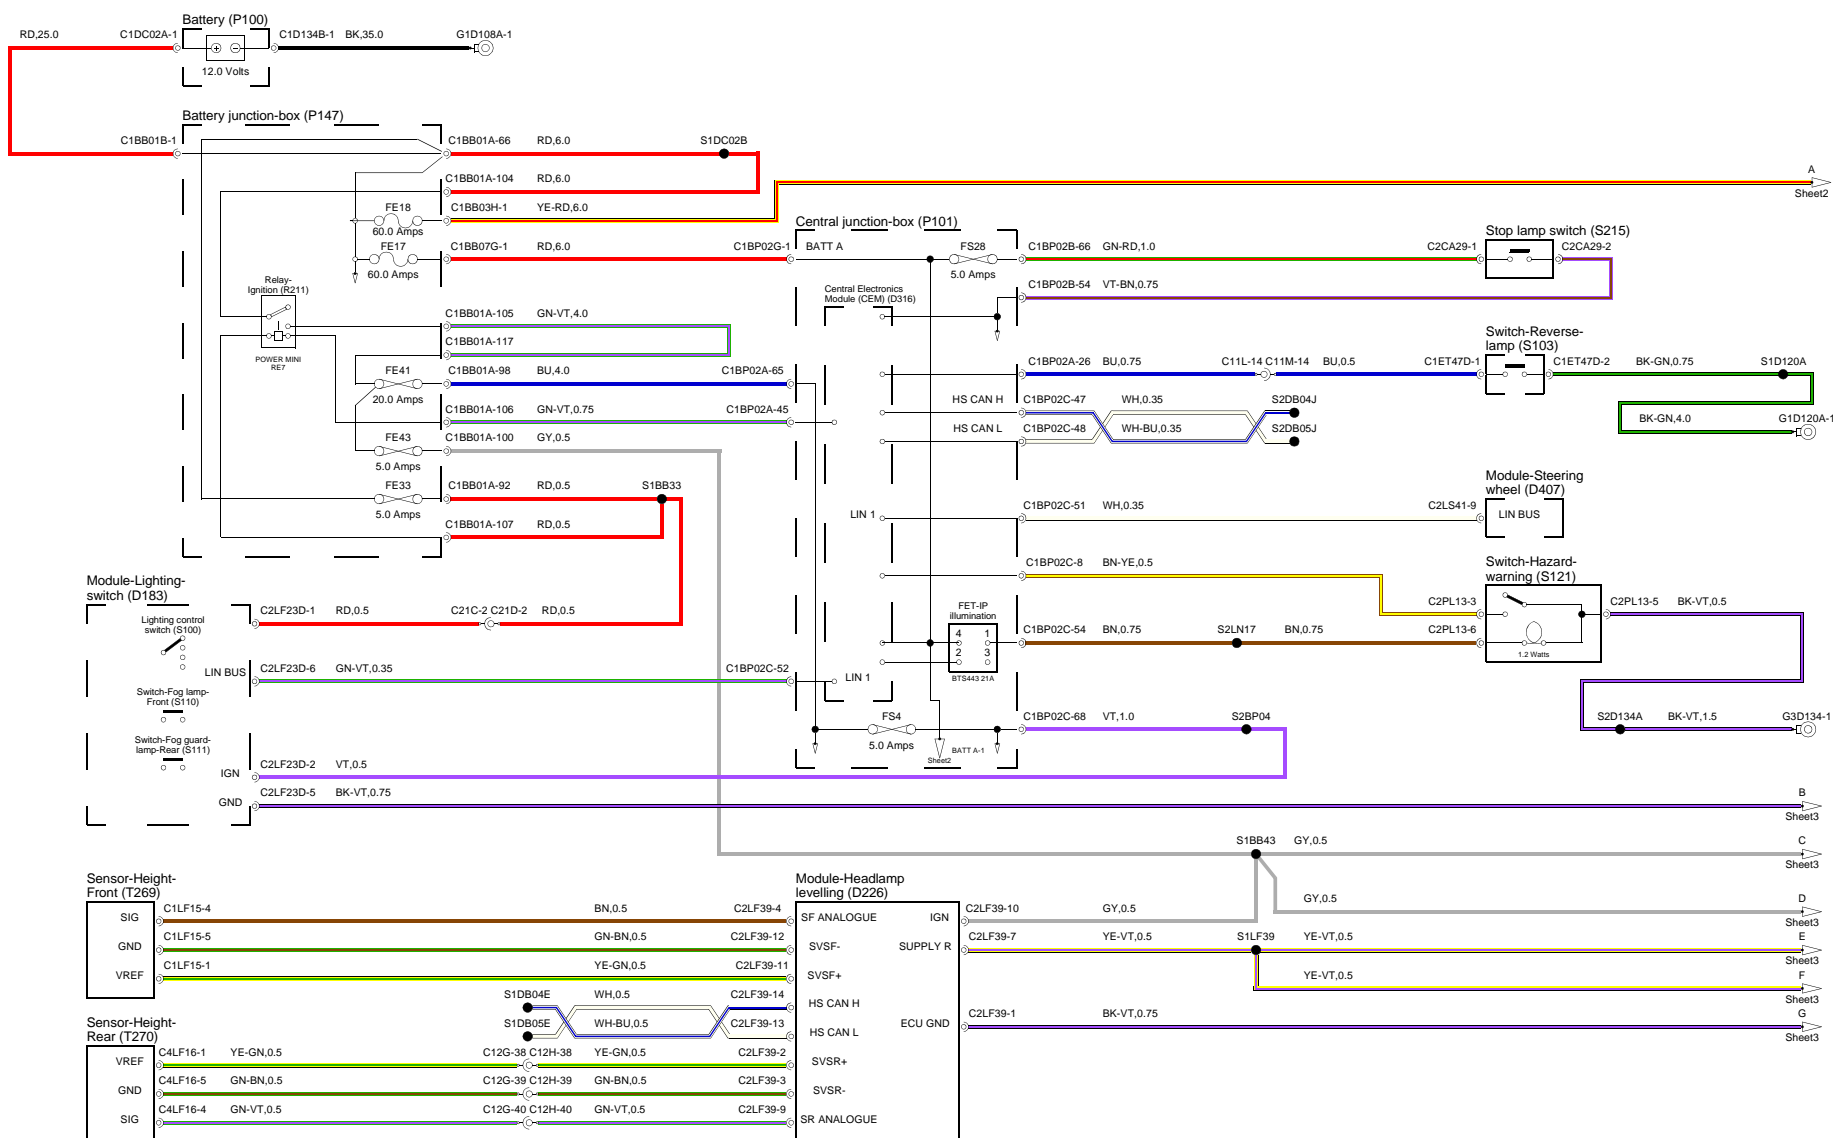 Battery (P100)
RD,25.0
C1DC02A-1
C1D134B-1
BK,35.0
G1D108A-1
12.0 Volts
Battery junction-box (P147)
C1BB01B-1
C1BB01A-66
RD,6.0
S1DC02B
C1BB01A-104
RD,6.0
A
Sheet2
FE18
60.0 Amps
C1BB03H-1
YE-RD,6.0
FE17
60.0 Amps
C1BB07G-1
RD,6.0
C1BP02G-1
Central junction-box (P101)
BATT A
FS28
5.0 Amps
C1BP02B-66
GN-RD,1.0
C2CA29-1
Stop lamp switch (S215)
C2CA29-2
Relay-
Ignition (R211)
POWER MINI
RE7
Central Electronics
Module (CEM) (D316)
C1BP02B-54
VT-BN,0.75
C1BB01A-105
GN-VT,4.0
C1BB01A-117
Switch-Reverse-
lamp (S103)
FE41
20.0 Amps
C1BB01A-98
BU,4.0
C1BP02A-65
C1BP02A-26
BU,0.75
C11L-14
C11M-14
BU,0.5
C1ET47D-1
C1ET47D-2
BK-GN,0.75
S1D120A
C1BB01A-106
GN-VT,0.75
C1BP02A-45
HS CAN H
C1BP02C-47
WH,0.35
S2DB04J
BK-GN,4.0
G1D120A-1
FE43
5.0 Amps
C1BB01A-100
GY,0.5
HS CAN L
C1BP02C-48
WH-BU,0.35
S2DB05J
FE33
5.0 Amps
C1BB01A-92
RD,0.5
S1BB33
Module-Steering
wheel (D407)
LIN 1
C1BP02C-51
WH,0.35
C2LS41-9
LIN BUS
C1BB01A-107
RD,0.5
Module-Lighting-
switch (D183)
C1BP02C-8
BN-YE,0.5
Switch-Hazard-
warning (S121)
C2LF23D-1
RD,0.5
C21C-2
C21D-2
RD,0.5
Lighting control
switch (S100)
FET-IP
illumination
4
1
2
3
BTS443 21A
C2PL13-3
C2PL13-5
BK-VT,0.5
C1BP02C-54
BN,0.75
S2LN17
BN,0.75
C2PL13-6
1.2 Watts
LIN BUS
C2LF23D-6
GN-VT,0.35
C1BP02C-52
LIN 1
Switch-Fog lamp-
Front (S110)
FS4
5.0 Amps
BATT A-1
Sheet2
C1BP02C-68
VT,1.0
S2BP04
S2D134A
BK-VT,1.5
G3D134-1
Switch-Fog guard-
lamp-Rear (S111)
IGN
C2LF23D-2
VT,0.5
GND
C2LF23D-5
BK-VT,0.75
B
Sheet3
S1BB43
GY,0.5
C
Sheet3
Sensor-Height-
Front (T269)
Module-Headlamp
levelling (D226)
SIG
C1LF15-4
BN,0.5
C2LF39-4
SF ANALOGUE
IGN
C2LF39-10
GY,0.5
GY,0.5
D
Sheet3
GND
C1LF15-5
GN-BN,0.5
C2LF39-12
SVSF-
SUPPLY R
C2LF39-7
YE-VT,0.5
S1LF39
YE-VT,0.5
E
Sheet3
VREF
C1LF15-1
YE-GN,0.5
C2LF39-11
SVSF+
YE-VT,0.5
F
Sheet3
S1DB04E
WH,0.5
C2LF39-14
HS CAN H
Sensor-Height-
Rear (T270)
S1DB05E
WH-BU,0.5
C2LF39-13
HS CAN L
ECU GND
C2LF39-1
BK-VT,0.75
G
Sheet3
VREF
C4LF16-1
YE-GN,0.5
C12G-38
C12H-38
YE-GN,0.5
C2LF39-2
SVSR+
GND
C4LF16-5
GN-BN,0.5
C12G-39
C12H-39
GN-BN,0.5
C2LF39-3
SVSR-
SIG
C4LF16-4
GN-VT,0.5
C12G-40
C12H-40
GN-VT,0.5
C2LF39-9
SR ANALOGUE